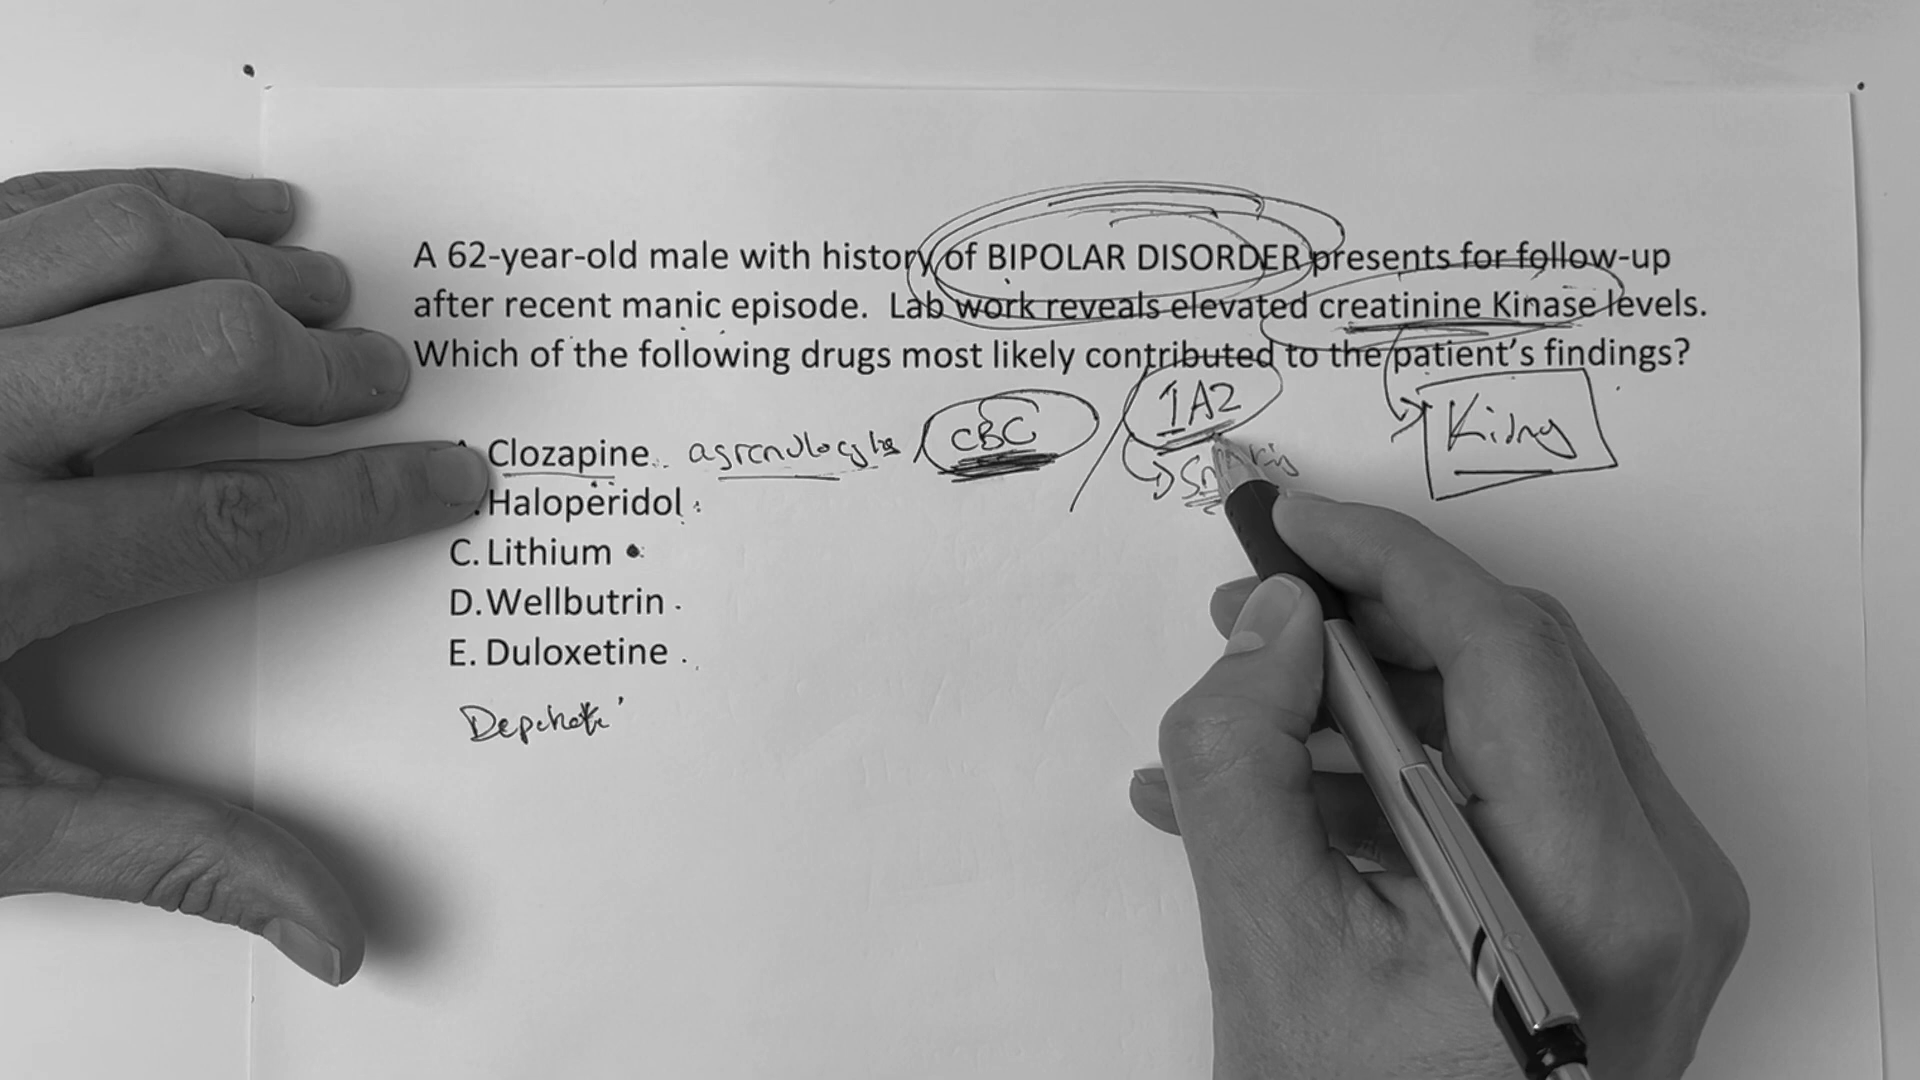 A 62-year-old male with history of BIPOLAR DISORDER presents for follow-up
after recent manic episode. Lab work reveals elevated creatinine Kinase levels.
Which of the following drugs most likely contributed to the patient's findings?
Clozapine CBC 1A2
Haloperidol
C. Lithium
D. Wellbutrin
E. Duloxetine